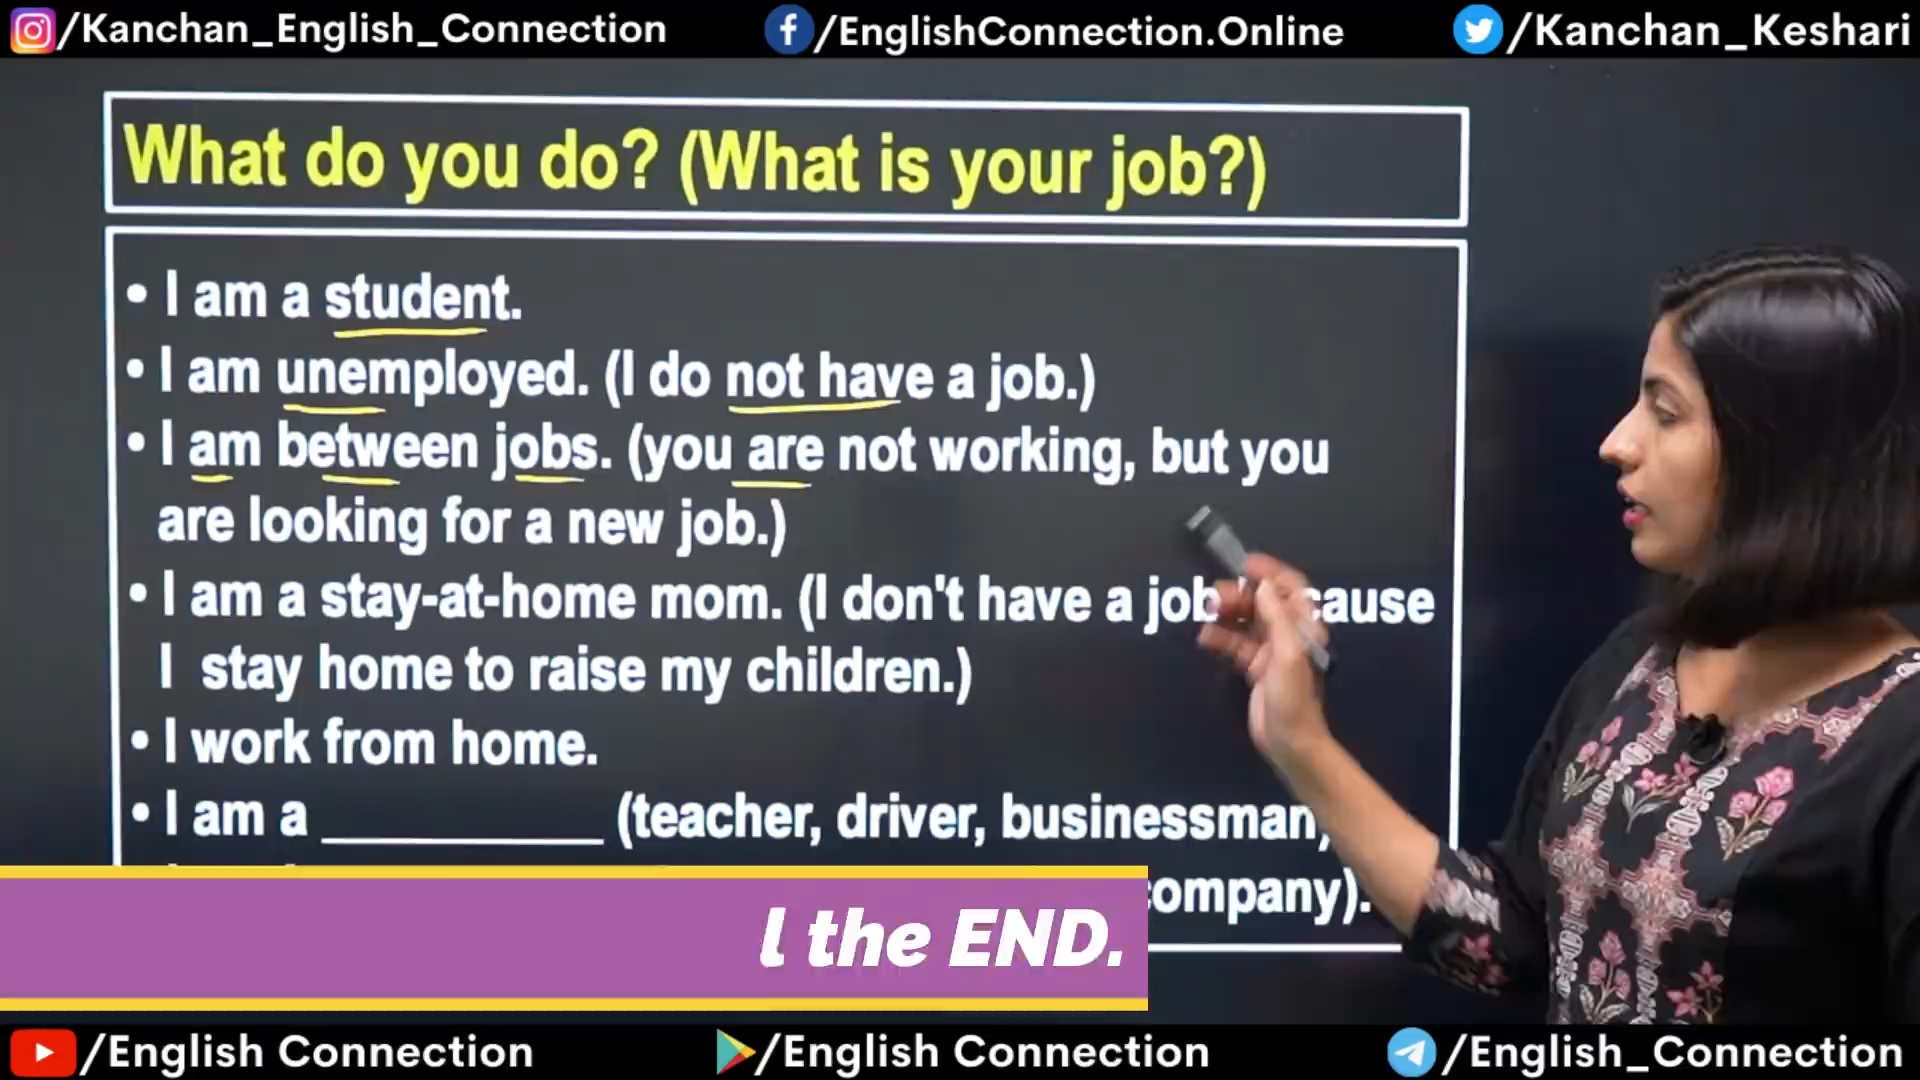 /Kanchan_English_Connection
/EnglishConnection.Online
/Kanchan_Keshari
What do you do? (What is your job?)
• I am a student.
• I am unemployed. (I do not have a job.)
• I am between jobs. (you are not working, but you
are looking for a new job.)
• I am a stay-at-home mom. (I don't have a job
I stay home to raise my children.)
• I work from home.
• I am a __________ (teacher, driver, businessman,
company).
the END.
/English Connection
/English Connection
/English_Connection